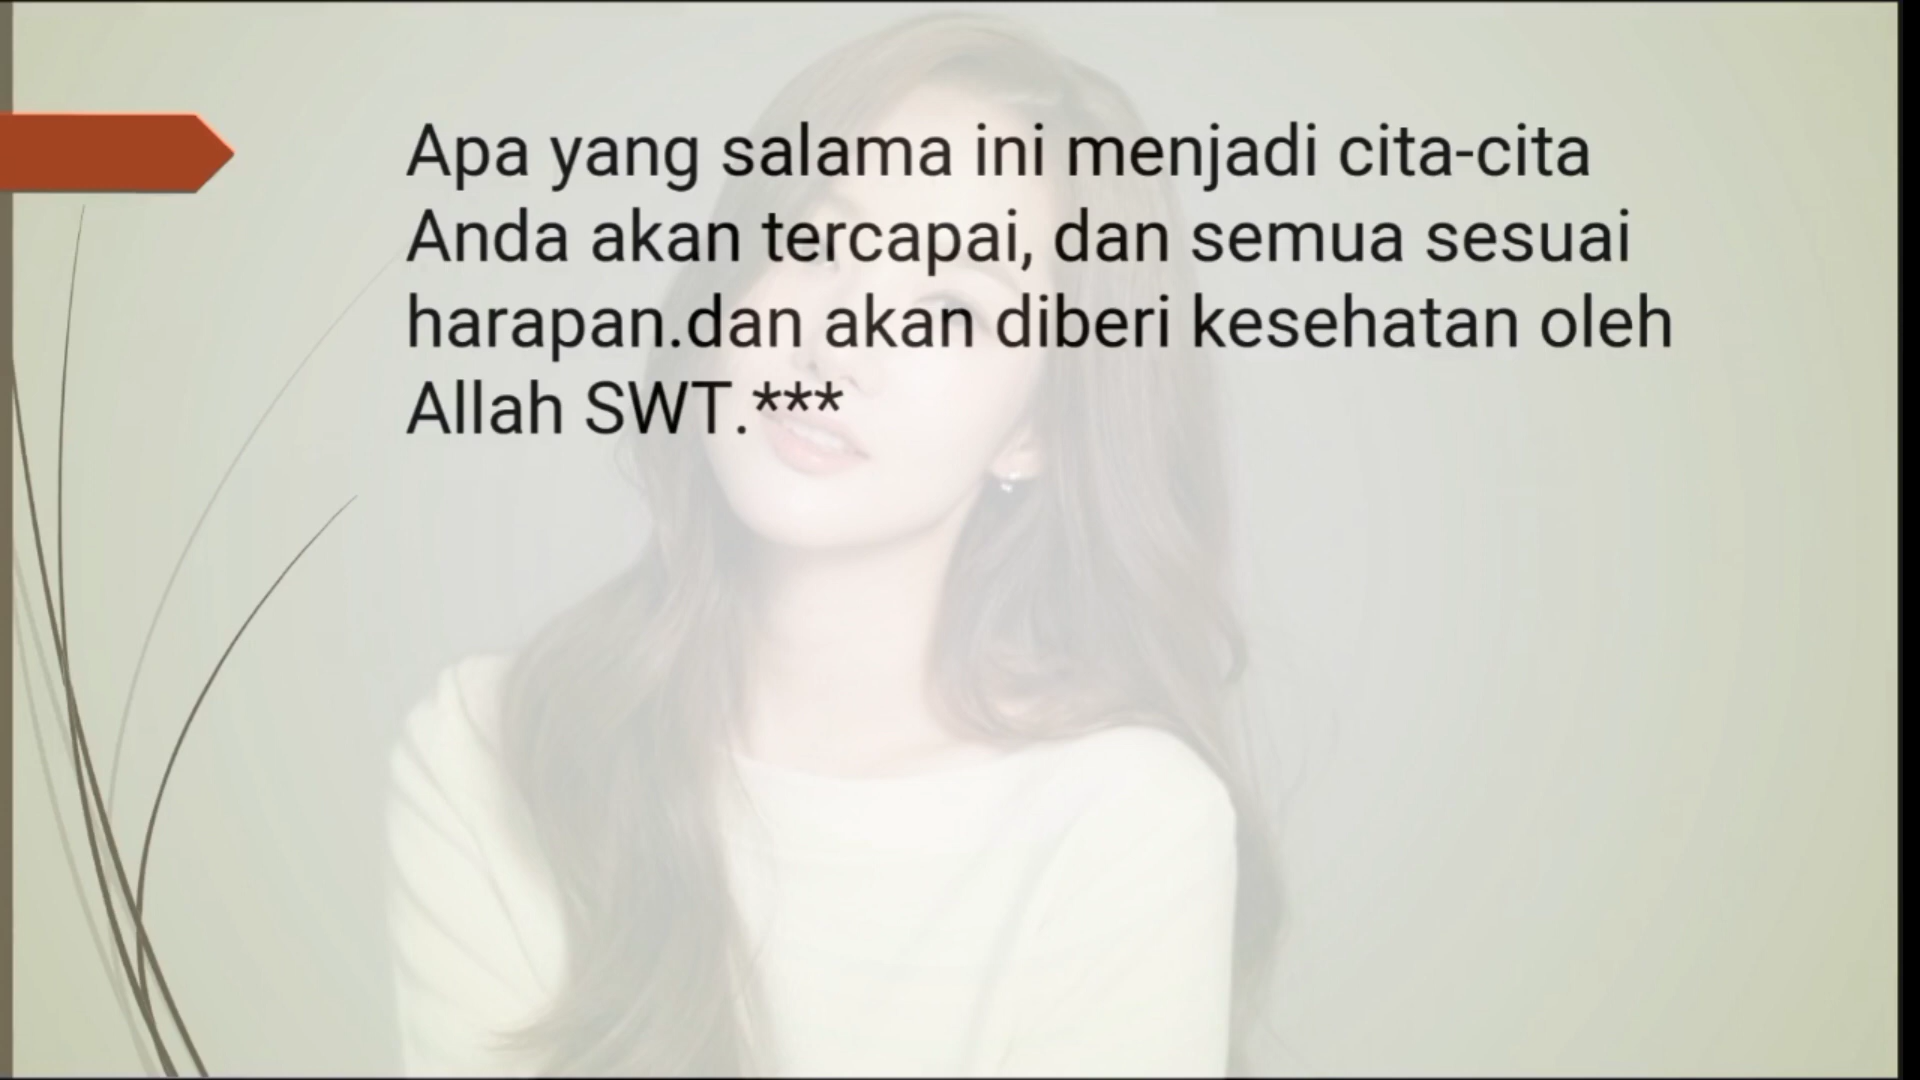 Apa yang salama ini menjadi cita-cita
Anda akan tercapai, dan semua sesuai
harapan.dan akan diberi kesehatan oleh
Allah SWT.***